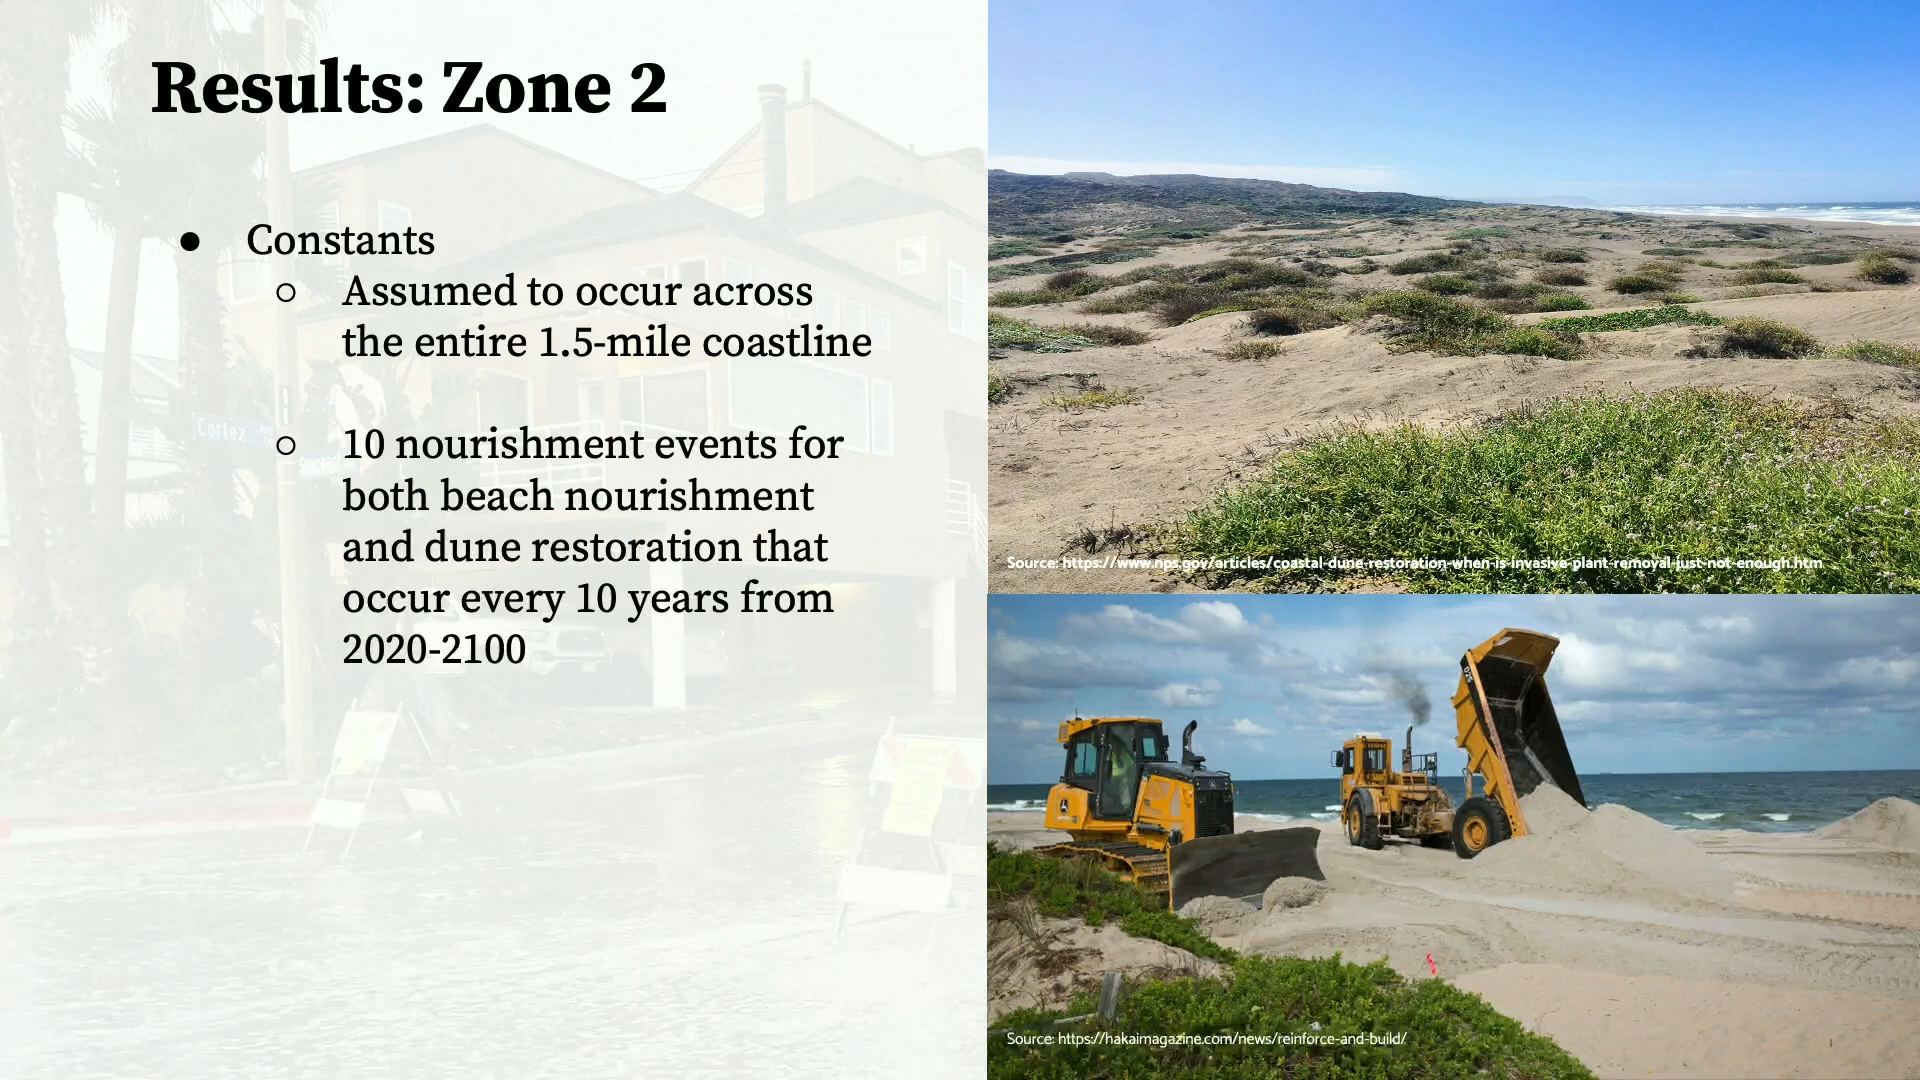 Results: Zone 2
● Constants
○ Assumed to occur across
the entire 1.5-mile coastline
○ 10 nourishment events for
both beach nourishment
and dune restoration that
occur every 10 years from
2020-2100
Cortez
Source: https://www.nps.gov/articles/coastal-dune-restoration-when-is-invasive-plant-removal-just-not-enough.htm
Source: https://hakaimagazine.com/news/reinforce-and-build/